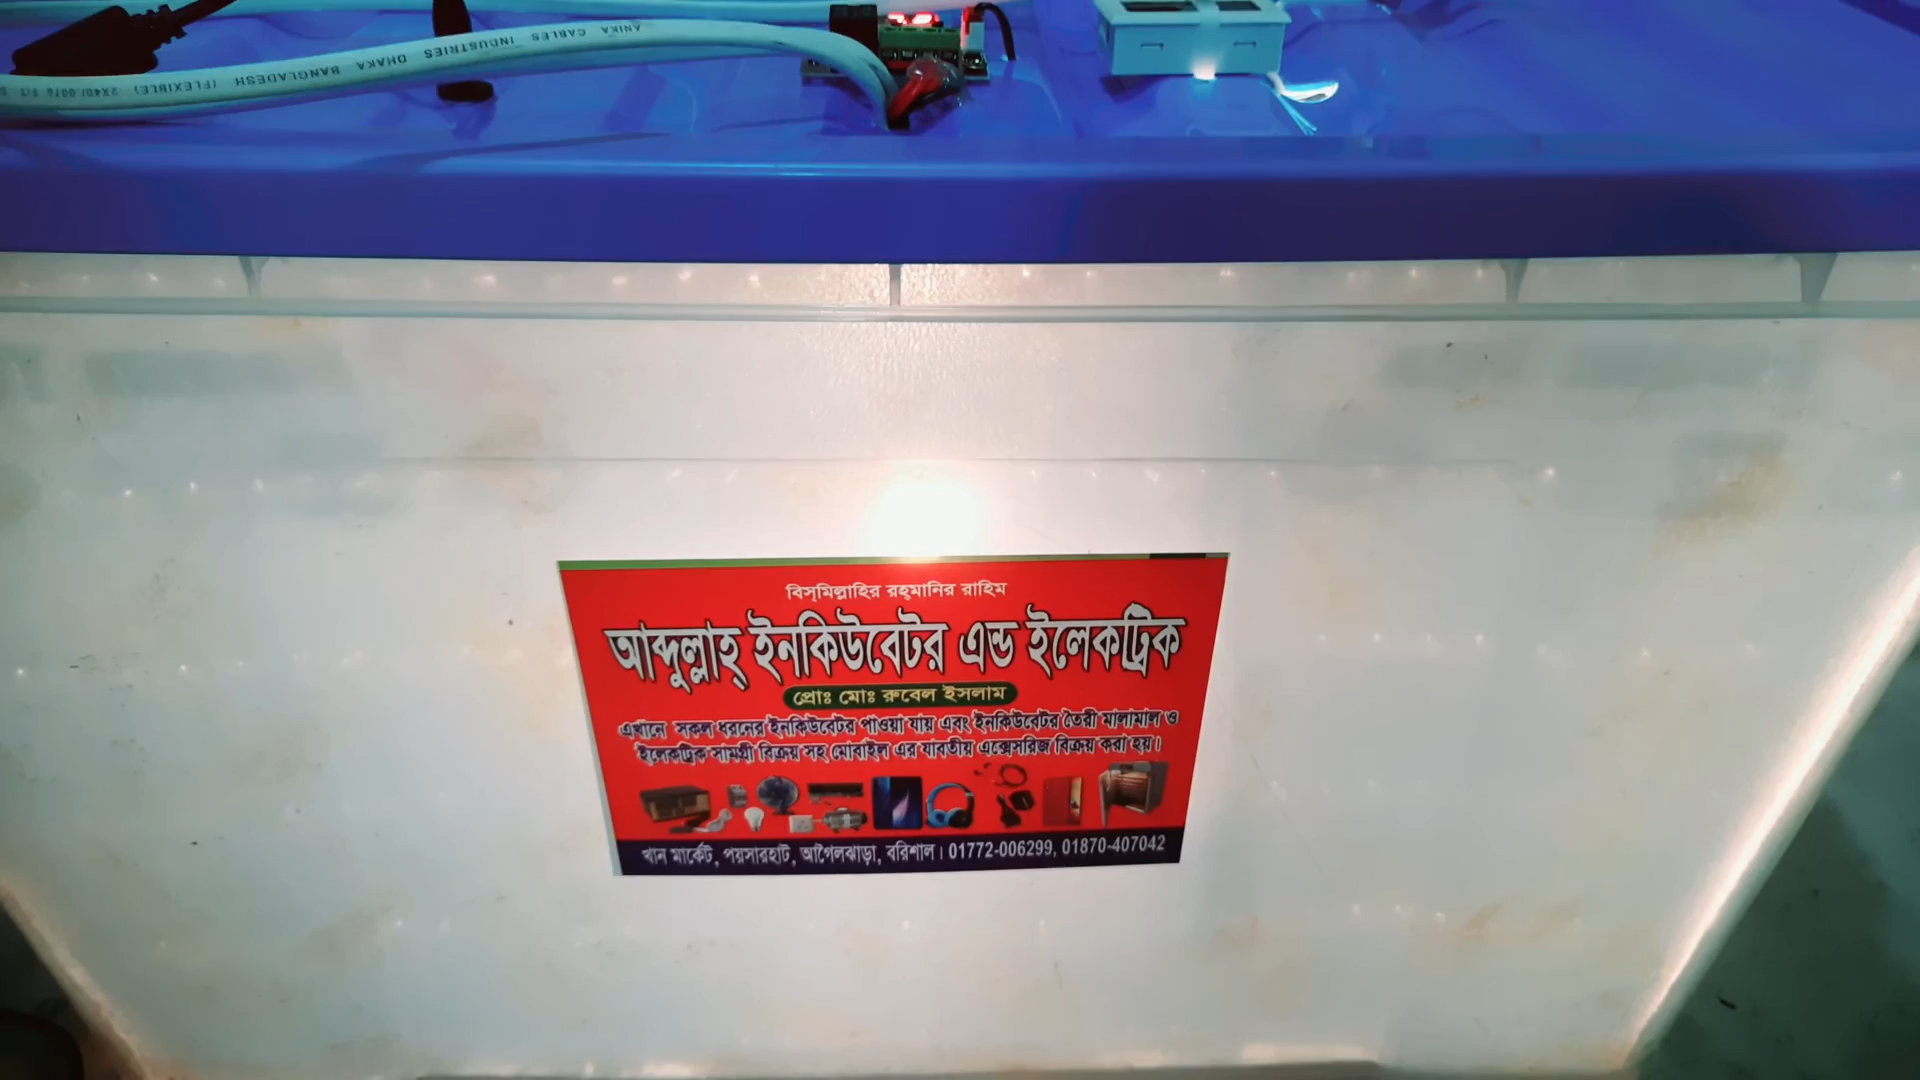 ANIKA CABLES INDUSTRIES DHAKA BANGLADESH (FLEXIBLE) 2X40/0076
বিস্‌মিল্লাহির রহ্‌মানির রাহিম
আব্দুল্লাহ্ ইনকিউবেটর এন্ড ইলেকট্রিক
প্রোঃ মোঃ রুবেল ইসলাম
এখানে সকল ধরনের ইনকিউবেটর পাওয়া যায় এবং ইনকিউবেটর তৈরী মালামাল ও
ইলেকট্রিক সামগ্রী বিক্রয় সহ মোবাইল এর যাবতীয় এক্সেসরিজ বিক্রয় করা হয়।
খান মার্কেট, পয়সারহাট, আগৈলঝাড়া, বরিশাল। 01772-006299, 01870-407042